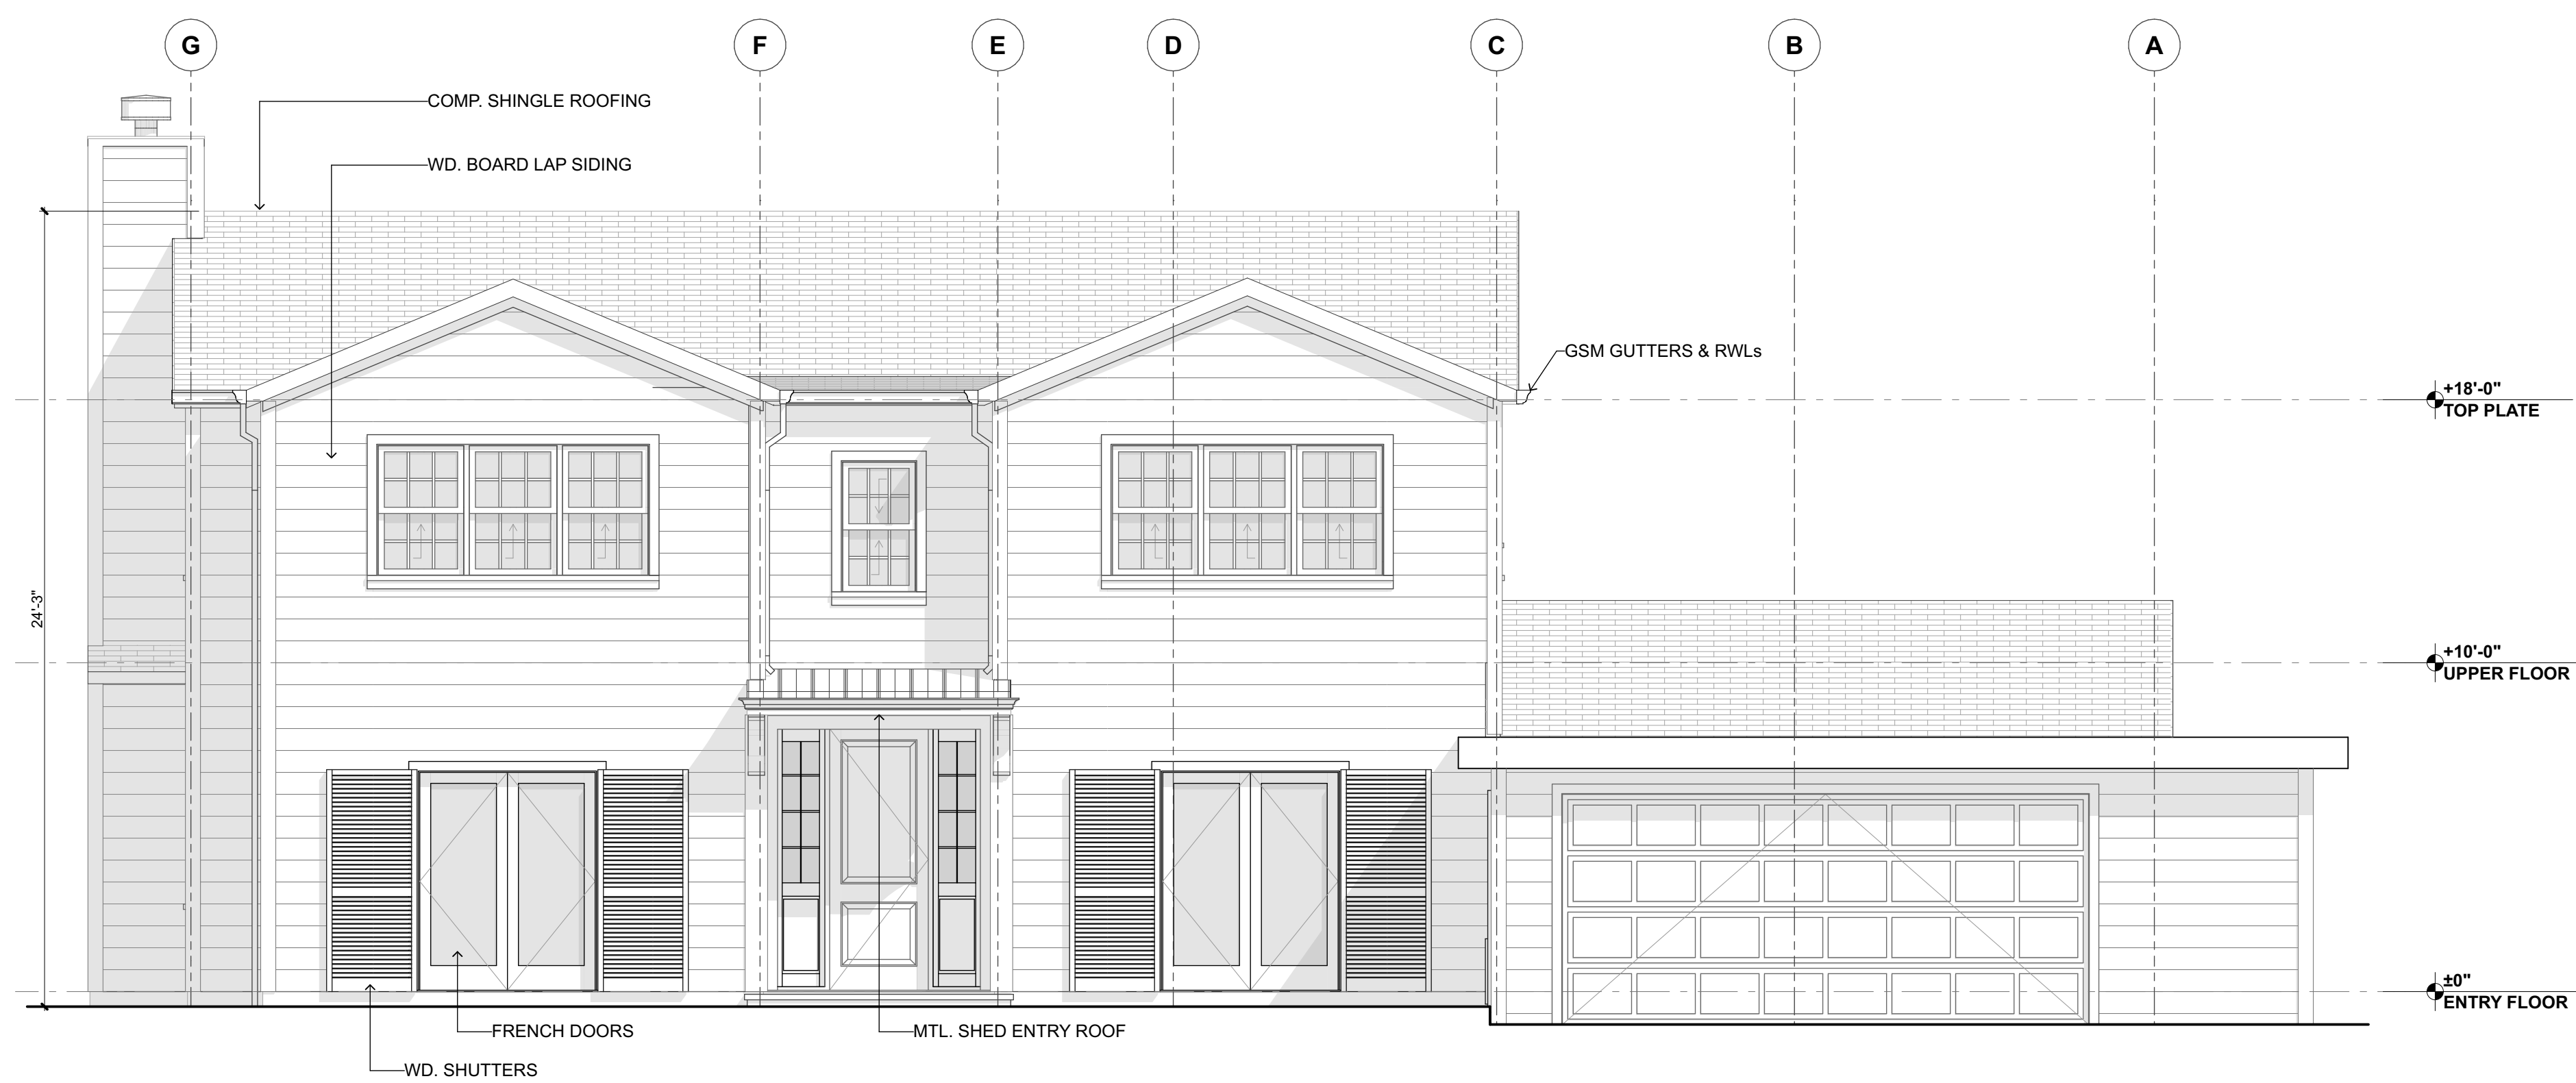 G F E D C B A
COMP. SHINGLE ROOFING
WD. BOARD LAP SIDING
GSM GUTTERS & RWLs
+18'-0"
TOP PLATE
24'-3"
+10'-0"
UPPER FLOOR
±0"
ENTRY FLOOR
FRENCH DOORS
MTL. SHED ENTRY ROOF
WD. SHUTTERS